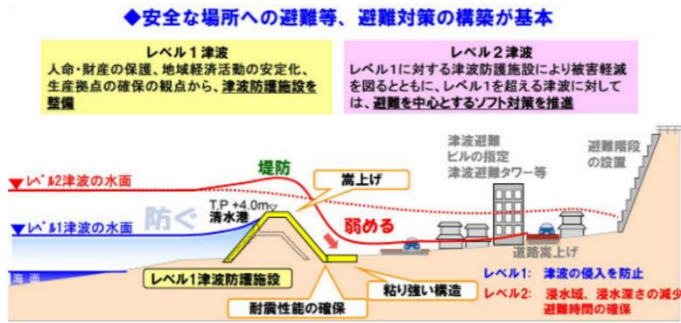 ◆安全な場所への避難等、避難対策の構築が基本
レベル1津波
人命・財産の保護、地域経済活動の安定化、
生産拠点の確保の観点から、津波防護施設を
整備
レベル2津波
レベル1に対する津波防護施設により被害軽減
を図るとともに、レベル1を超える津波に対して
は、避難を中心とするソフト対策を推進
津波避難
ビルの指定
津波避難タワー等
避難階段
の設置
堤防
嵩上げ
レベル2津波の水面
T.P +4.0m
清水港
防ぐ
弱める
レベル1津波の水面
道路嵩上げ
海面
レベル1津波防護施設
耐震性能の確保
粘り強い構造
レベル1: 津波の侵入を防止
レベル2: 浸水域、浸水深さの減少
避難時間の確保